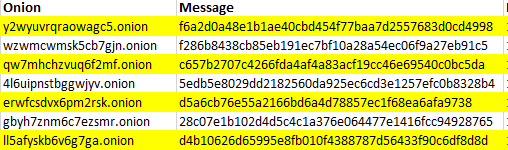 Onion Message
y2wyuvrqraowagc5.onion f6a2d0a48e1b1ae40cbd454f77baa7d2557683d0cd4998
wzwmcwmsk5cb7gjn.onion f286b8438cb85eb191ec7bf10a28a54ec06f9a27eb91c5
qw7mhchzvuq6f2mf.onion c657b2707c4266fda4af4a83acf19cc46e69540c0bc5da
4l6uipnstbggwjyv.onion 5edb5e8029dd2182560da925ec6cd3e1257efc0b8328b4
erwfcsdvx6pm2rsk.onion d5a6cb76e55a2166bd6a4d78857ec1f68ea6afa9738
gbyh7znm6c7ezsmr.onion 28c07e1b102d4d5c4c1a376e064477e1416fcc94928765
ll5afyskb6v6g7ga.onion d4b10626d65995e8fb010f4388787d56433f90c6df8d8d